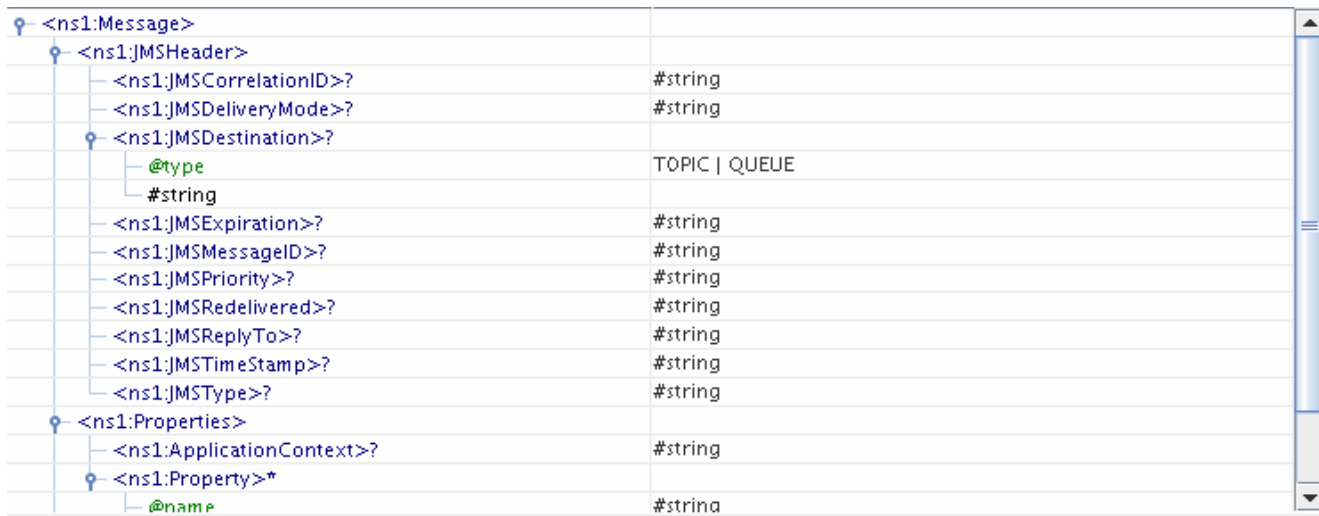 <ns1:Message>
<ns1:JMSHeader>
<ns1:JMSCorrelationID>? #string
<ns1:JMSDeliveryMode>? #string
<ns1:JMSDestination>?
@type TOPIC | QUEUE
#string
<ns1:JMSExpiration>? #string
<ns1:JMSMessageID>? #string
<ns1:JMSPriority>? #string
<ns1:JMSRedelivered>? #string
<ns1:JMSReplyTo>? #string
<ns1:JMSTimeStamp>? #string
<ns1:JMSType>? #string
<ns1:Properties>
<ns1:ApplicationContext>? #string
<ns1:Property>*
@name #string